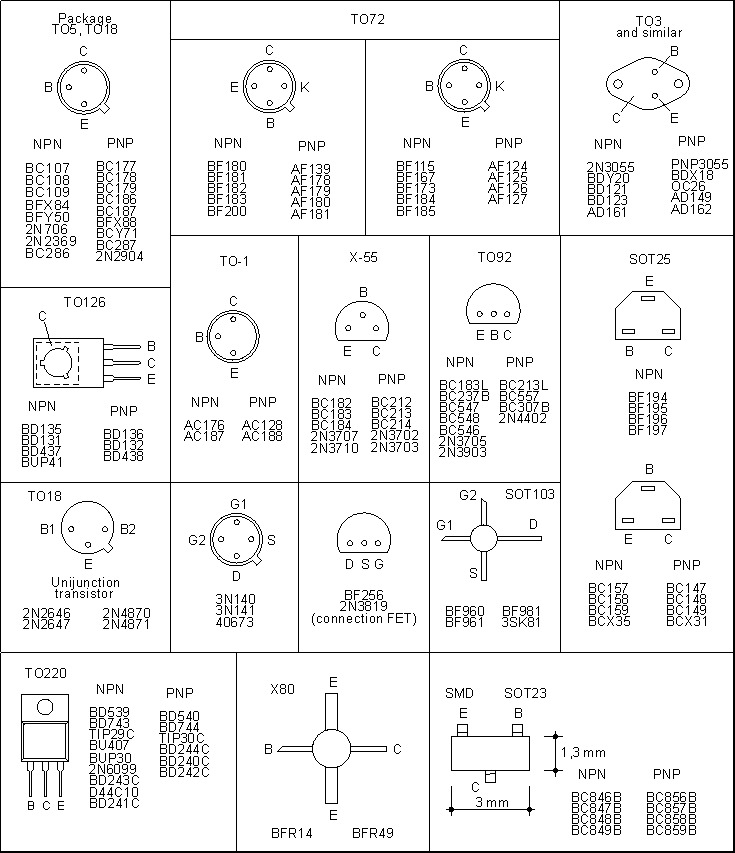 Package
TO5, TO18
C
B
E
NPN PNP
BC107 BC177
BC108 BC178
BC109 BC179
BFX84 BC186
BFY50 BC187
2N706 BFX88
2N2369 BCY71
BC286 BC287
2N2904
TO72
C
E K
B
NPN PNP
BF180 AF139
BF181 AF178
BF182 AF179
BF183 AF180
BF200 AF181
C
B K
E
NPN PNP
BF115 AF124
BF167 AF125
BF173 AF126
BF184 AF127
BF185
TO3
and similar
B
C E
NPN PNP
2N3055 PNP3055
BDY20 BDX18
BD121 OC26
BD123 AD149
AD161 AD162
TO126
C
B
C
E
NPN PNP
BD135 BD136
BD131 BD132
BD437 BD438
BUP41
TO-1
C
B
E
NPN PNP
AC176 AC128
AC187 AC188
X-55
B
E C
NPN PNP
BC182 BC212
BC183 BC213
BC184 BC214
2N3707 2N3702
2N3710 2N3703
TO92
E B C
NPN PNP
BC183L BC213L
BC237B BC557
BC547 BC307B
BC548 2N4402
BC546
2N3705
2N3903
SOT25
E
B C
NPN
BF194
BF195
BF196
BF197
B
E C
NPN PNP
BC157 BC147
BC158 BC148
BC159 BC149
BCX35 BCX31
TO18
B1 B2
E
Unijunction
transistor
2N2646 2N4870
2N2647 2N4871
G1
G2 S
D
3N140
3N141
40673
D S G
BF256
2N3819
(connection FET)
G2 SOT103
G1 D
S
BF960 BF981
BF961 3SK81
TO220
B C E
NPN PNP
BD539 BD540
BD743 BD744
TIP29C TIP30C
BU407 BD244C
BUP30 BD240C
2N6099 BD242C
BD243C
D44C10
BD241C
X80
E
B C
E
BFR14 BFR49
SMD SOT23
E B
1,3 mm
C
3 mm
NPN PNP
BC846B BC856B
BC847B BC857B
BC848B BC858B
BC849B BC859B